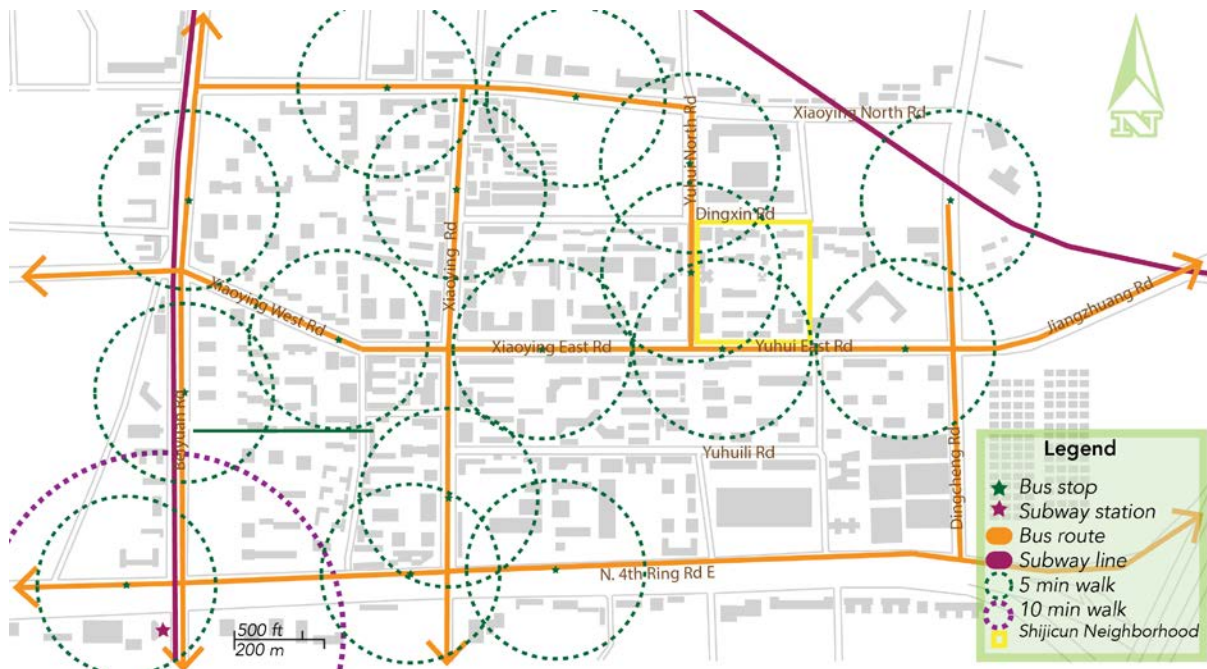 N
Xiaoying North Rd
Yuhui North Rd
Dingxin Rd
Xiaoying Rd
Xiaoying West Rd
Xiaoying East Rd
Yuhui East Rd
Jiangzhuang Rd
Beiyuan Rd
Yuhuili Rd
Dingcheng Rd
N. 4th Ring Rd E
500 ft
200 m
Legend
Bus stop
Subway station
Bus route
Subway line
5 min walk
10 min walk
Shijicun Neighborhood